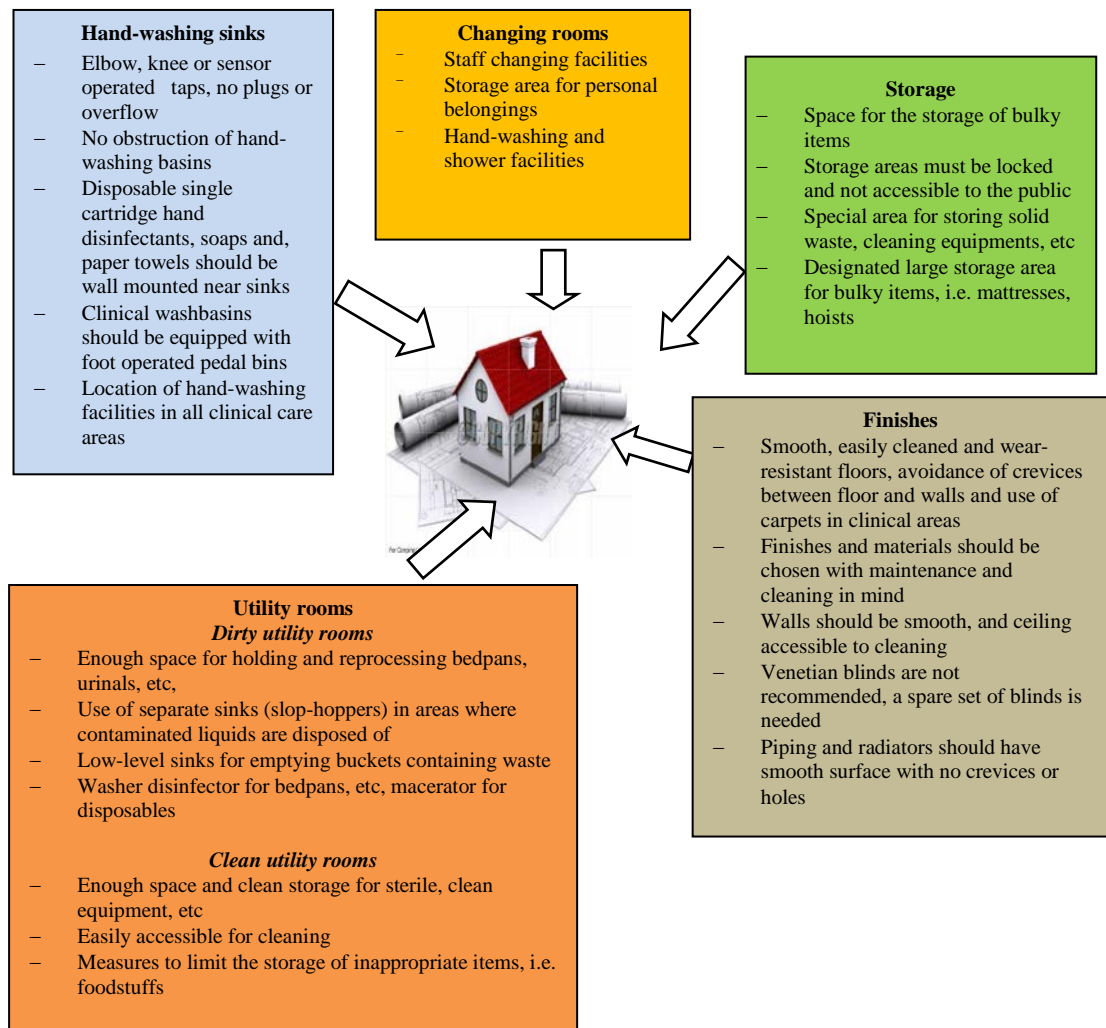 Hand-washing sinks
– Elbow, knee or sensor
operated taps, no plugs or
overflow
– No obstruction of hand-
washing basins
– Disposable single
cartridge hand
disinfectants, soaps and,
paper towels should be
wall mounted near sinks
– Clinical washbasins
should be equipped with
foot operated pedal bins
– Location of hand-washing
facilities in all clinical care
areas
Changing rooms
– Staff changing facilities
– Storage area for personal
belongings
– Hand-washing and
shower facilities
Storage
– Space for the storage of bulky
items
– Storage areas must be locked
and not accessible to the public
– Special area for storing solid
waste, cleaning equipments, etc
– Designated large storage area
for bulky items, i.e. mattresses,
hoists
Finishes
– Smooth, easily cleaned and wear-
resistant floors, avoidance of crevices
between floor and walls and use of
carpets in clinical areas
– Finishes and materials should be
chosen with maintenance and
cleaning in mind
– Walls should be smooth, and ceiling
accessible to cleaning
– Venetian blinds are not
recommended, a spare set of blinds is
needed
– Piping and radiators should have
smooth surface with no crevices or
holes
Utility rooms
Dirty utility rooms
– Enough space for holding and reprocessing bedpans,
urinals, etc,
– Use of separate sinks (slop-hoppers) in areas where
contaminated liquids are disposed of
– Low-level sinks for emptying buckets containing waste
– Washer disinfector for bedpans, etc, macerator for
disposables
Clean utility rooms
– Enough space and clean storage for sterile, clean
equipment, etc
– Easily accessible for cleaning
– Measures to limit the storage of inappropriate items, i.e.
foodstuffs